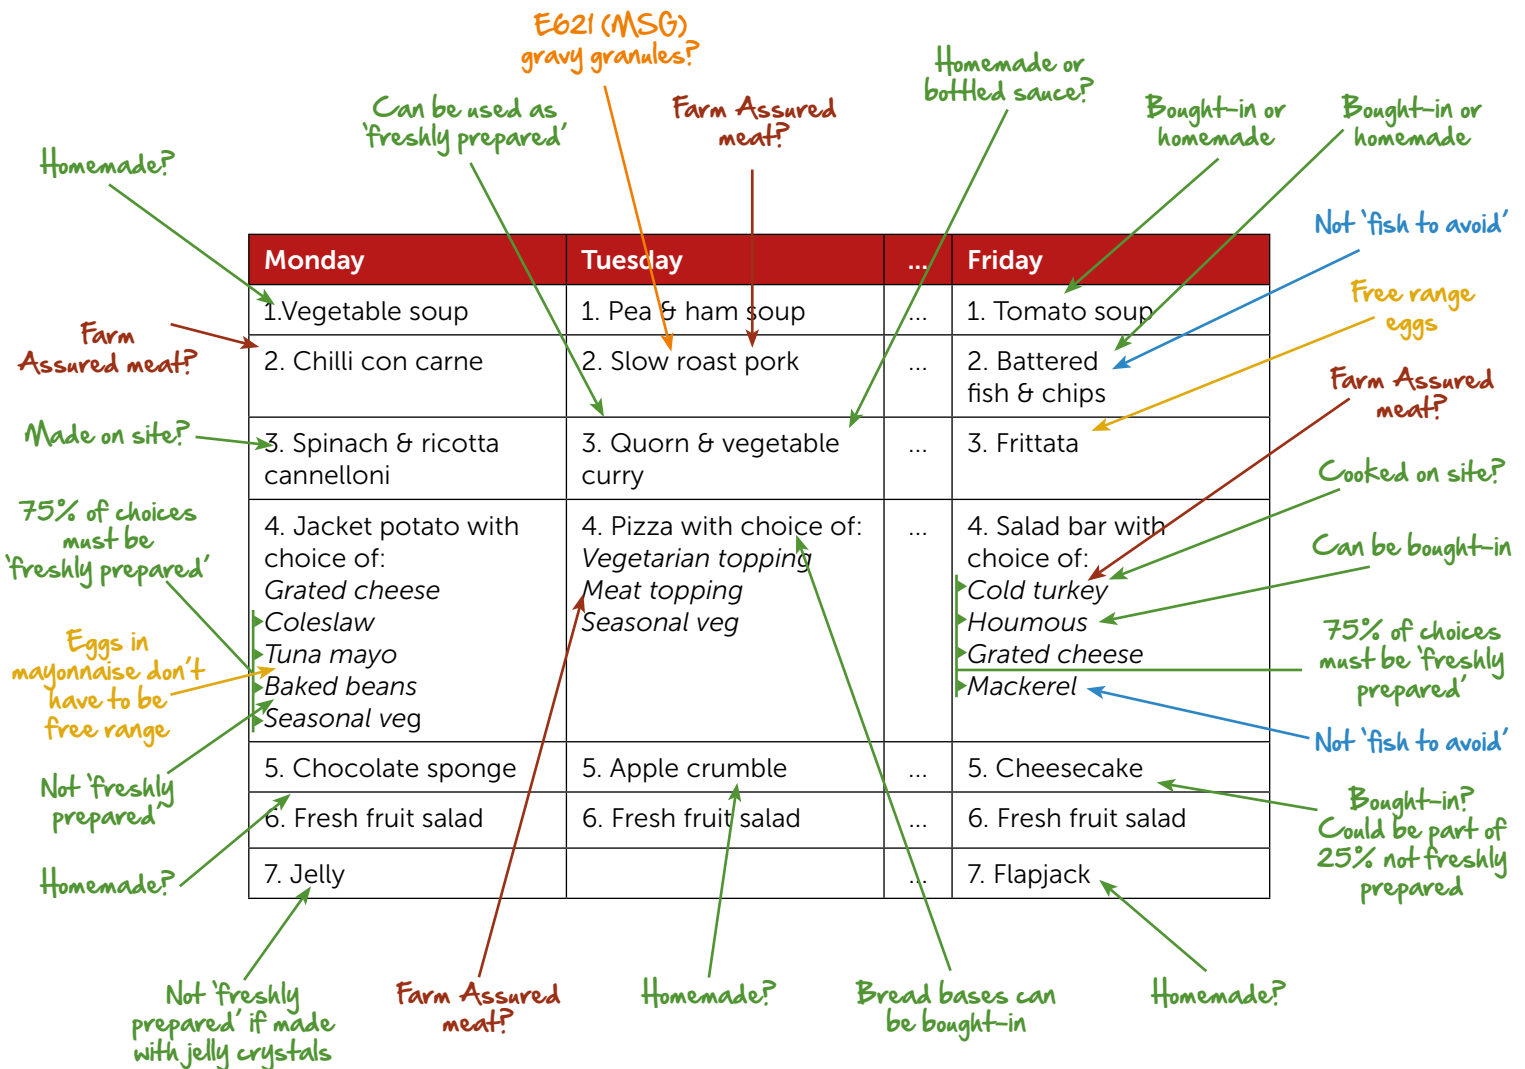 E621 (MSG)
gravy granules?
Homemade or
bottled sauce?
Can be used as
'freshly prepared'
Farm Assured
meat?
Bought-in or
homemade
Bought-in or
homemade
Homemade?
Not 'fish to avoid'
Monday
Tuesday
...
Friday
Free range
eggs
1.Vegetable soup
1. Pea & ham soup
...
1. Tomato soup
Farm
Assured meat?
2. Chilli con carne
2. Slow roast pork
...
2. Battered
fish & chips
Farm Assured
meat?
Made on site?
3. Spinach & ricotta
cannelloni
3. Quorn & vegetable
curry
...
3. Frittata
Cooked on site?
75% of choices
must be
'freshly prepared'
4. Jacket potato with
choice of:
Grated cheese
Coleslaw
Tuna mayo
Baked beans
Seasonal veg
4. Pizza with choice of:
Vegetarian topping
Meat topping
Seasonal veg
...
4. Salad bar with
choice of:
Cold turkey
Houmous
Grated cheese
Mackerel
Can be bought-in
75% of choices
must be 'freshly
prepared'
Eggs in
mayonnaise don't
have to be
free range
Not 'fish to avoid'
Not 'freshly
prepared'
5. Chocolate sponge
5. Apple crumble
...
5. Cheesecake
Bought-in?
Could be part of
25% not freshly
prepared
6. Fresh fruit salad
6. Fresh fruit salad
...
6. Fresh fruit salad
Homemade?
7. Jelly
...
7. Flapjack
Not 'freshly
prepared' if made
with jelly crystals
Farm Assured
meat?
Homemade?
Bread bases can
be bought-in
Homemade?